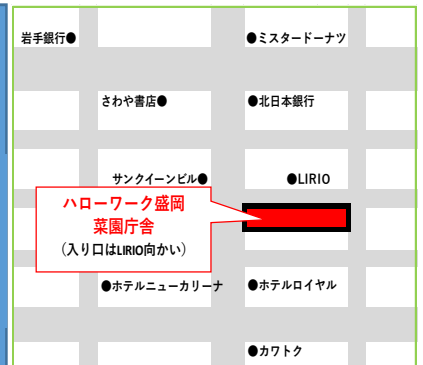 岩手銀行●
●ミスタードーナツ
さわや書店●
●北日本銀行
サンクイーンビル●
●LIRIO
ハローワーク盛岡
菜園庁舎
(入り口はLIRIO向かい)
●ホテルニューカリーナ
●ホテルロイヤル
●カワトク